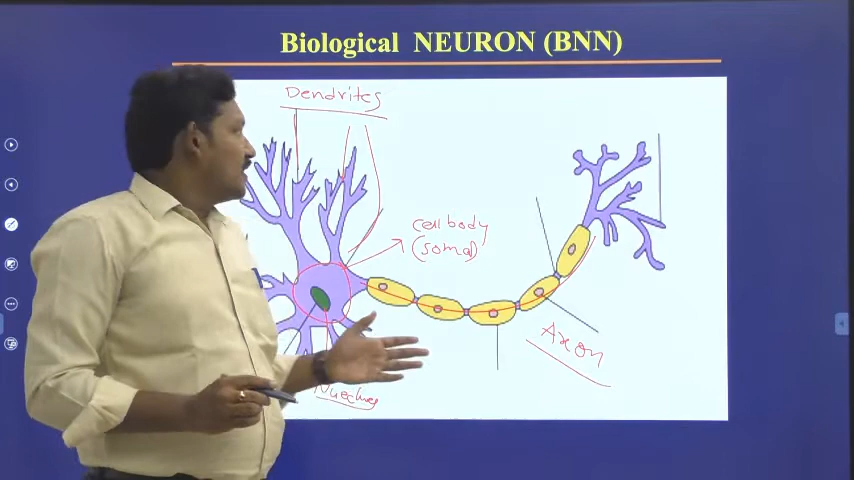 Biological NEURON (BNN)
Dendrites
cell body
(soma)
Axon
Nucleus